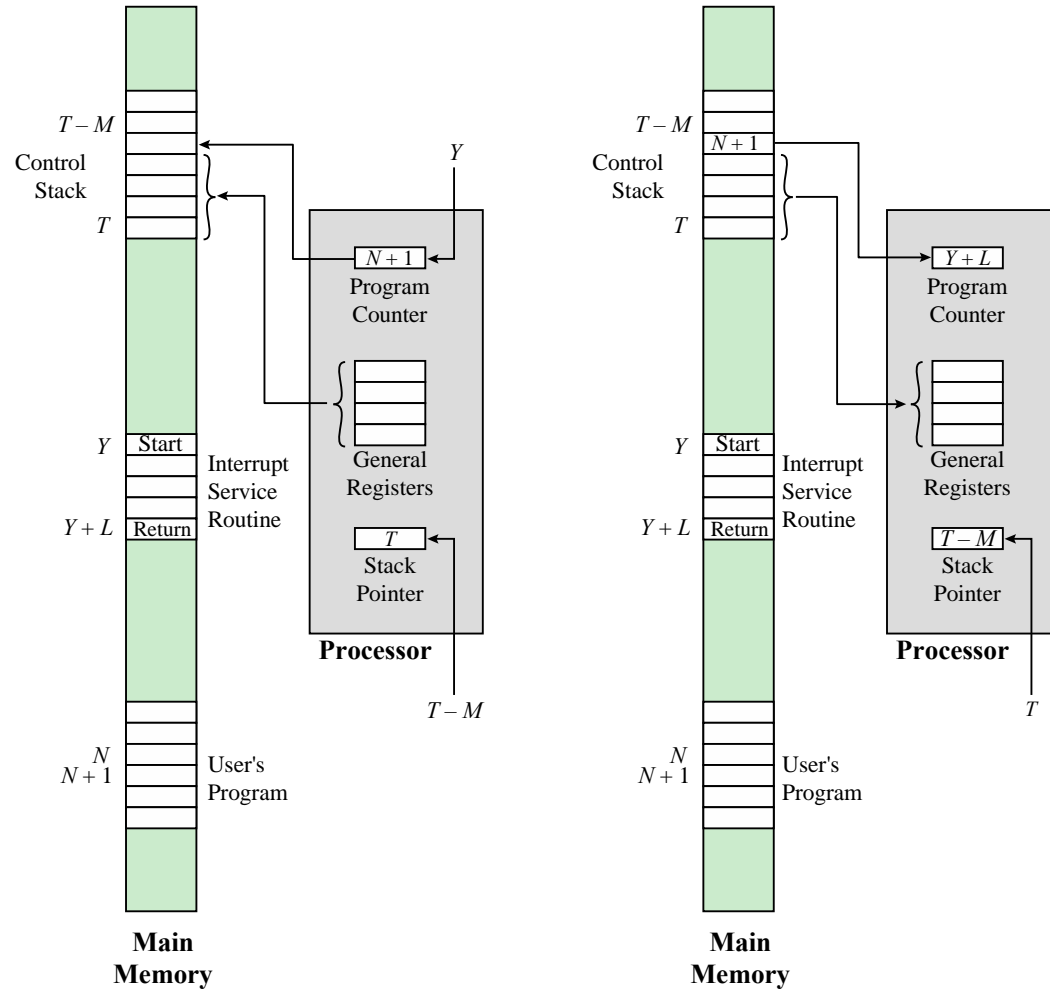 T – M
Control
Stack
T
Y
N + 1
Program
Counter
General
Registers
Y
Start
Interrupt
Service
Routine
Y + L
Return
T
Stack
Pointer
Processor
T – M
N
N + 1
User's
Program
Main
Memory
T – M
N + 1
Control
Stack
T
Y + L
Program
Counter
General
Registers
Y
Start
Interrupt
Service
Routine
Y + L
Return
T – M
Stack
Pointer
Processor
T
N
N + 1
User's
Program
Main
Memory